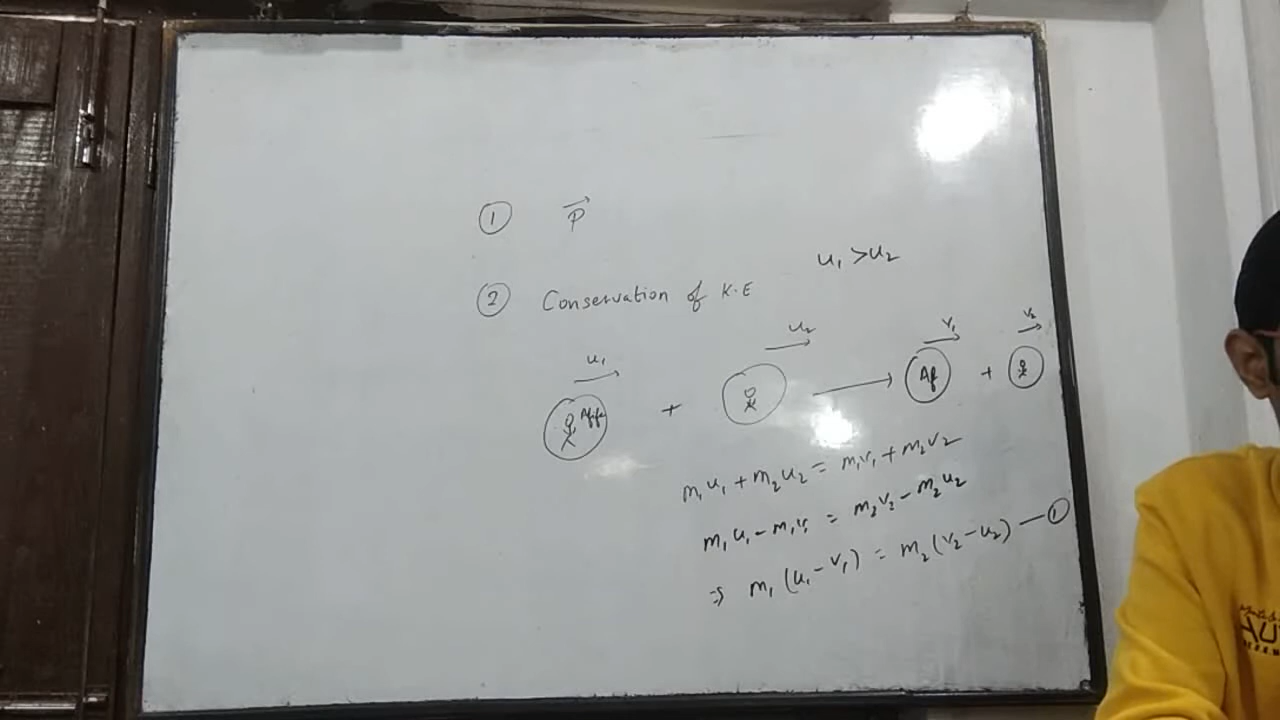 ① p⃗
② Conservation of K.E
u₁ > u₂
u₁ u₂ v₁ v₂
+ ⟶ Af +
m₁u₁ + m₂u₂ = m₁v₁ + m₂v₂
m₁u₁ - m₁v₁ = m₂v₂ - m₂u₂
⇒ m₁(u₁ - v₁) = m₂(v₂ - u₂) — ①